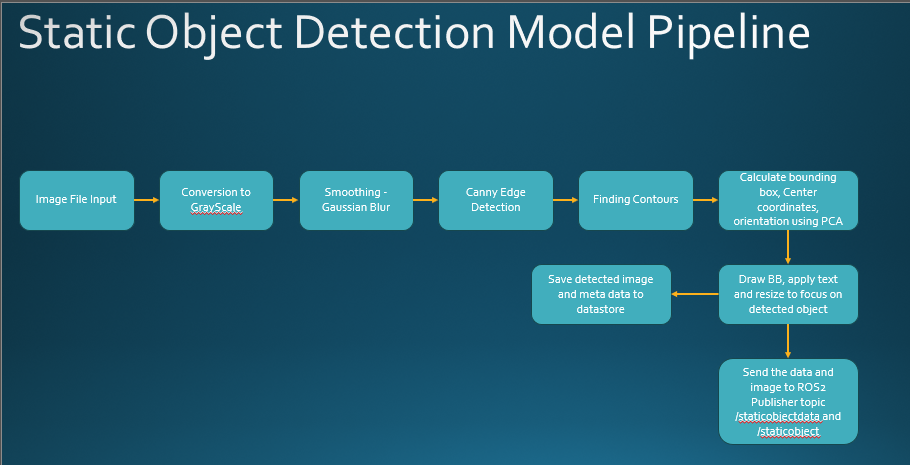 Static Object Detection Model Pipeline
Image File Input
Conversion to
GrayScale
Smoothing -
Gaussian Blur
Canny Edge
Detection
Finding Contours
Calculate bounding
box, Center
coordinates,
orientation using PCA
Save detected image
and meta data to
datastore
Draw BB, apply text
and resize to focus on
detected object
Send the data and
image to ROS2
Publisher topic
/staticobjectdata and
/staticobject